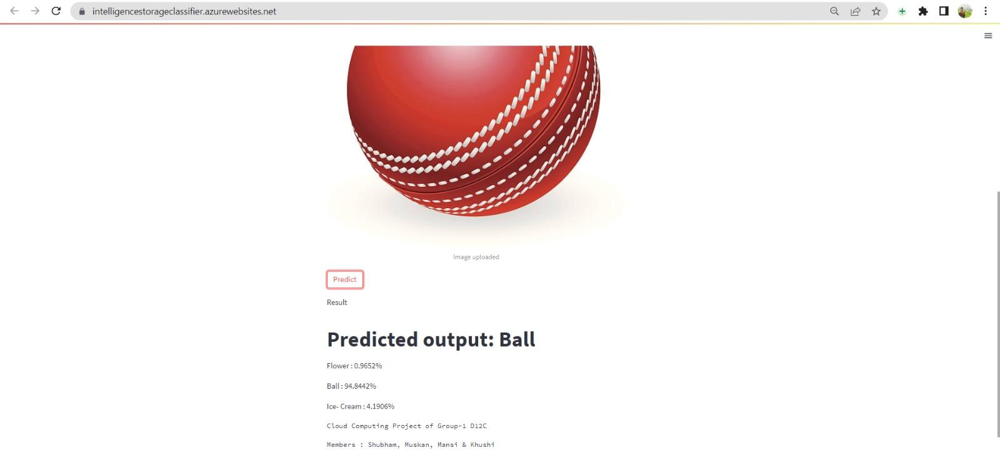 intelligencestorageclassifier.azurewebsites.net
Image uploaded
Predict
Result
Predicted output: Ball
Flower : 0.9652%
Ball : 94.8442%
Ice- Cream : 4.1906%
Cloud Computing Project of Group-1 D12C
Members : Shubham, Muskan, Mansi & Khushi